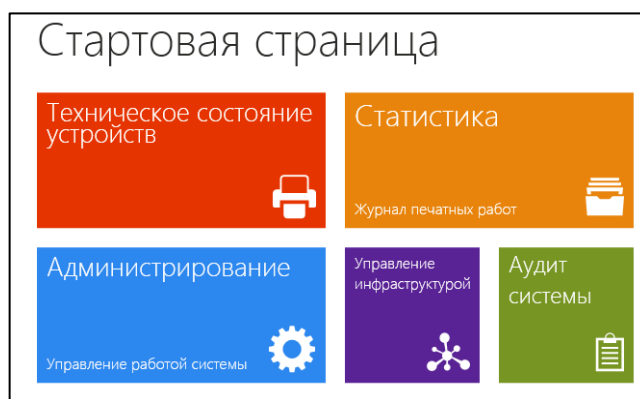 Стартовая страница
Техническое состояние
устройств
Статистика
Журнал печатных работ
Администрирование
Управление работой системы
Управление
инфраструктурой
Аудит
системы